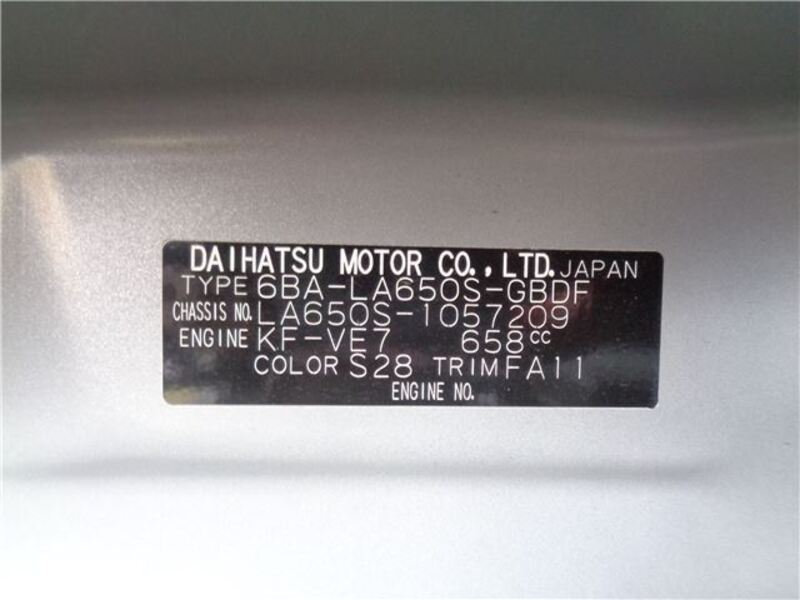 DAIHATSU MOTOR CO., LTD. JAPAN
TYPE 6BA-LA650S-GBDF
CHASSIS NO. LA650S-1057209
ENGINE KF-VE7 658cc
COLOR S28 TRIM FA11
ENGINE NO.